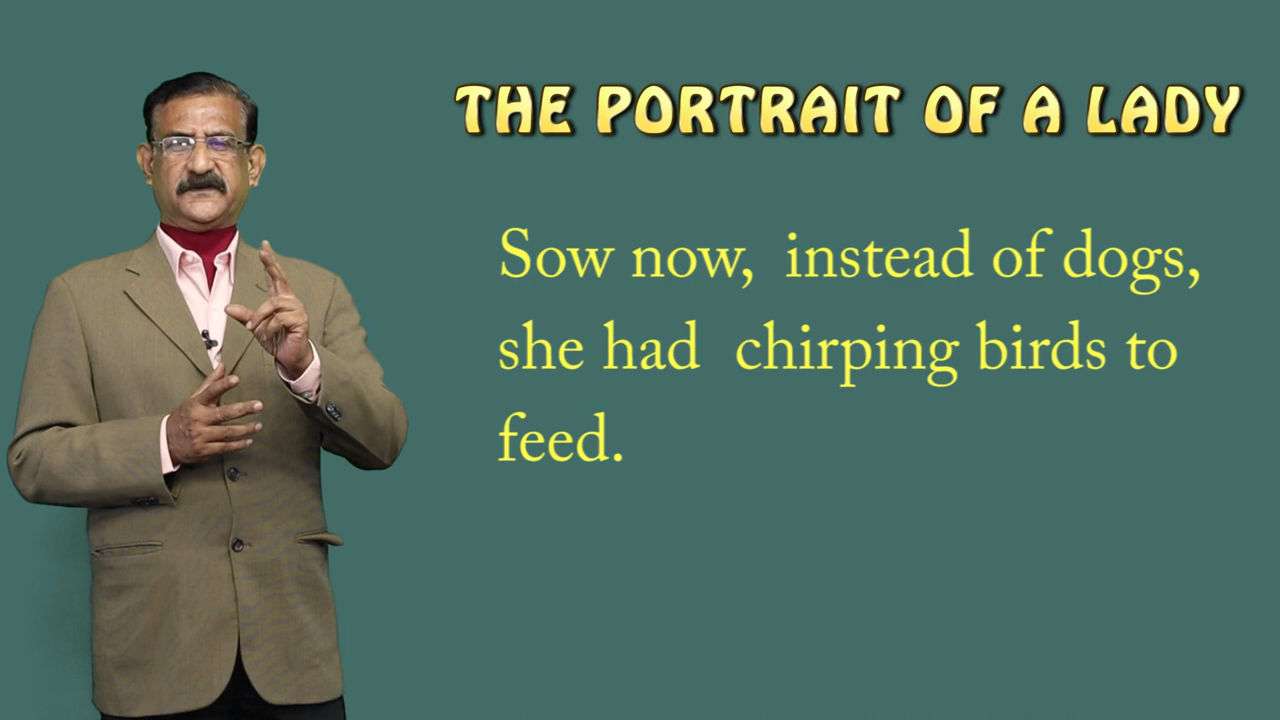 THE PORTRAIT OF A LADY
Sow now, instead of dogs,
she had chirping birds to
feed.